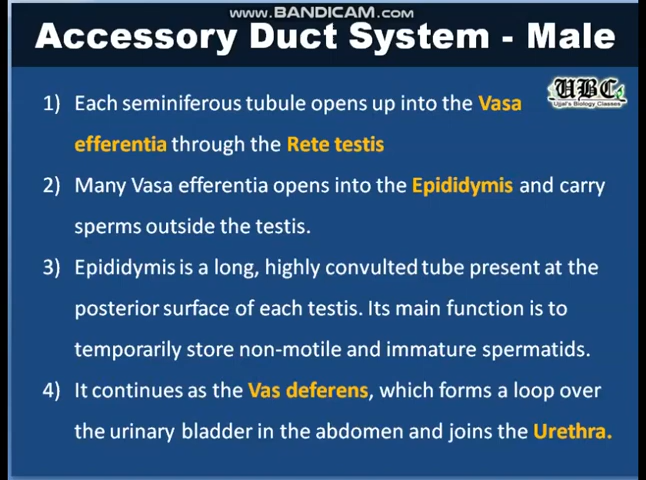 www.BANDICAM.com
Accessory Duct System - Male
UBC
Ujjal's Biology Classes
1) Each seminiferous tubule opens up into the Vasa
efferentia through the Rete testis
2) Many Vasa efferentia opens into the Epididymis and carry
sperms outside the testis.
3) Epididymis is a long, highly convulted tube present at the
posterior surface of each testis. Its main function is to
temporarily store non-motile and immature spermatids.
4) It continues as the Vas deferens, which forms a loop over
the urinary bladder in the abdomen and joins the Urethra.